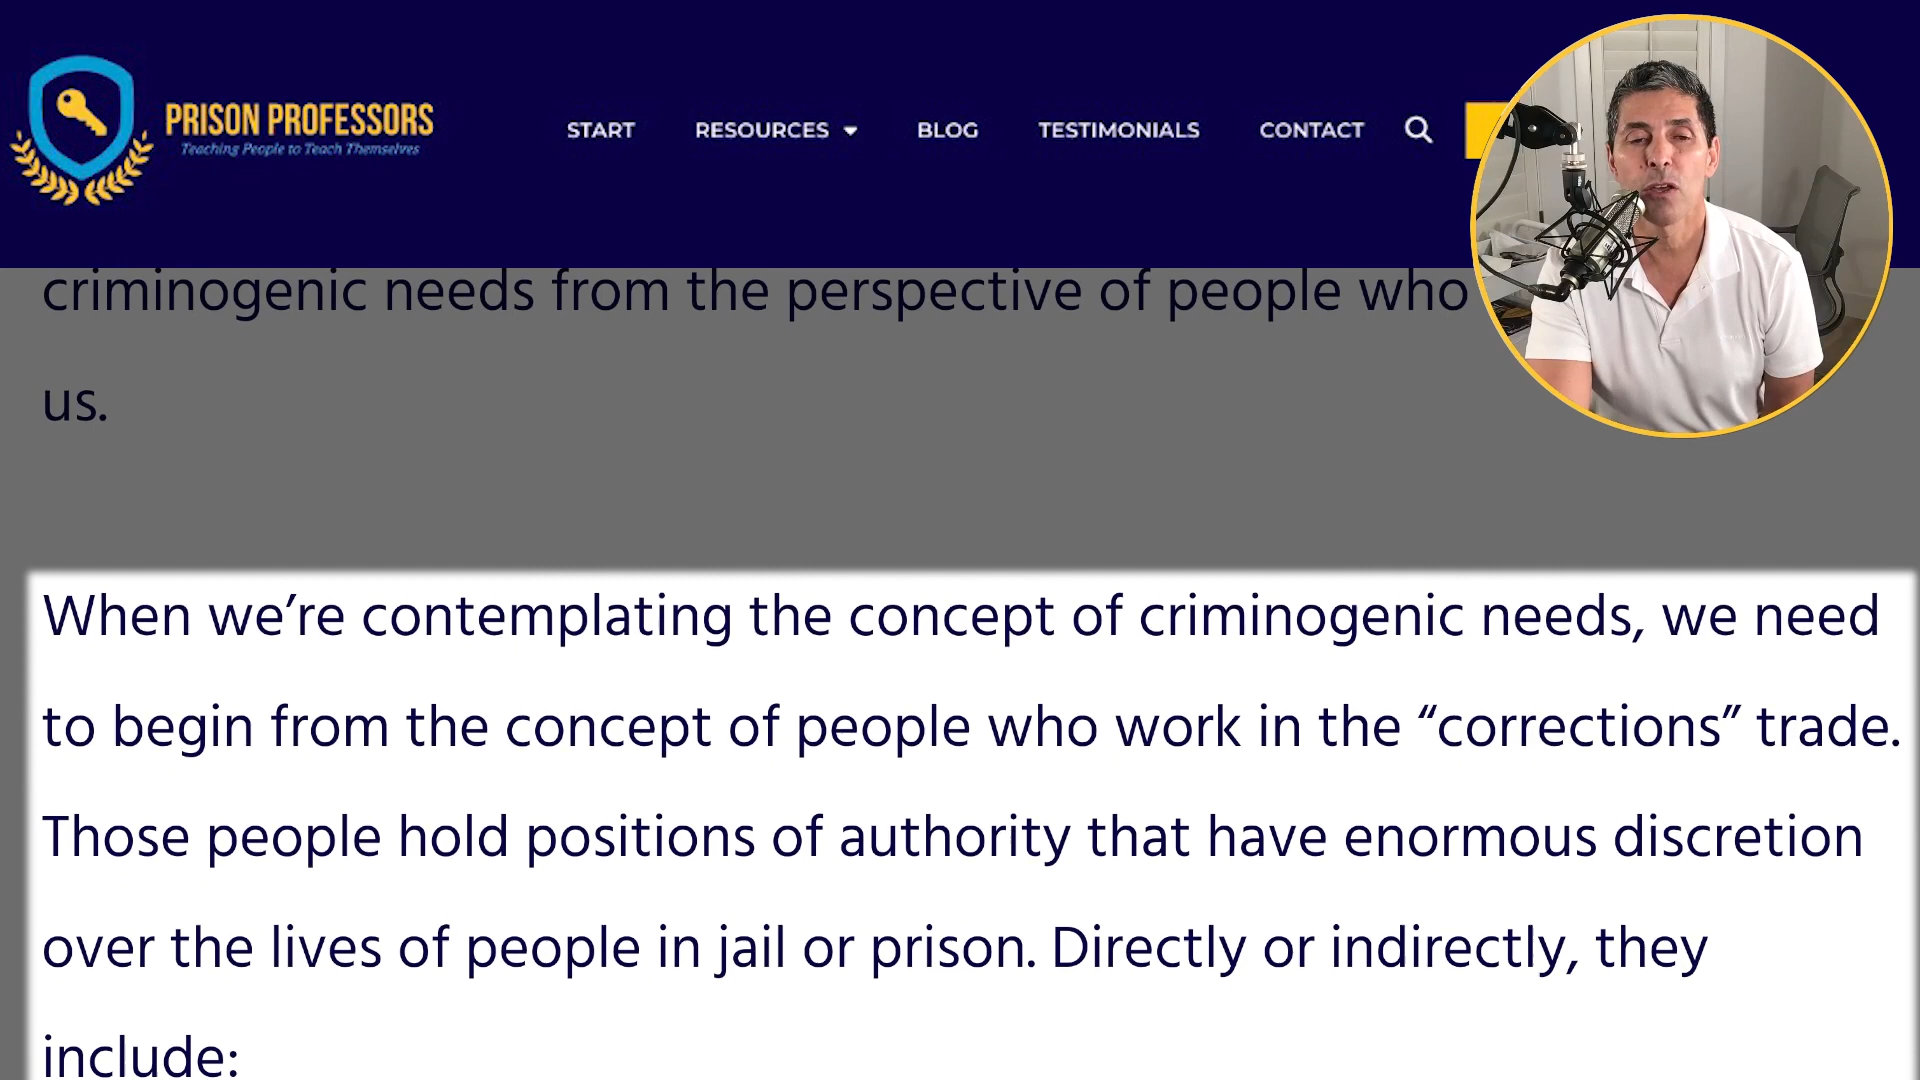 PRISON PROFESSORS
Teaching People to Teach Themselves
START RESOURCES BLOG TESTIMONIALS CONTACT
criminogenic needs from the perspective of people who
us.
When we’re contemplating the concept of criminogenic needs, we need
to begin from the concept of people who work in the “corrections” trade.
Those people hold positions of authority that have enormous discretion
over the lives of people in jail or prison. Directly or indirectly, they
include: